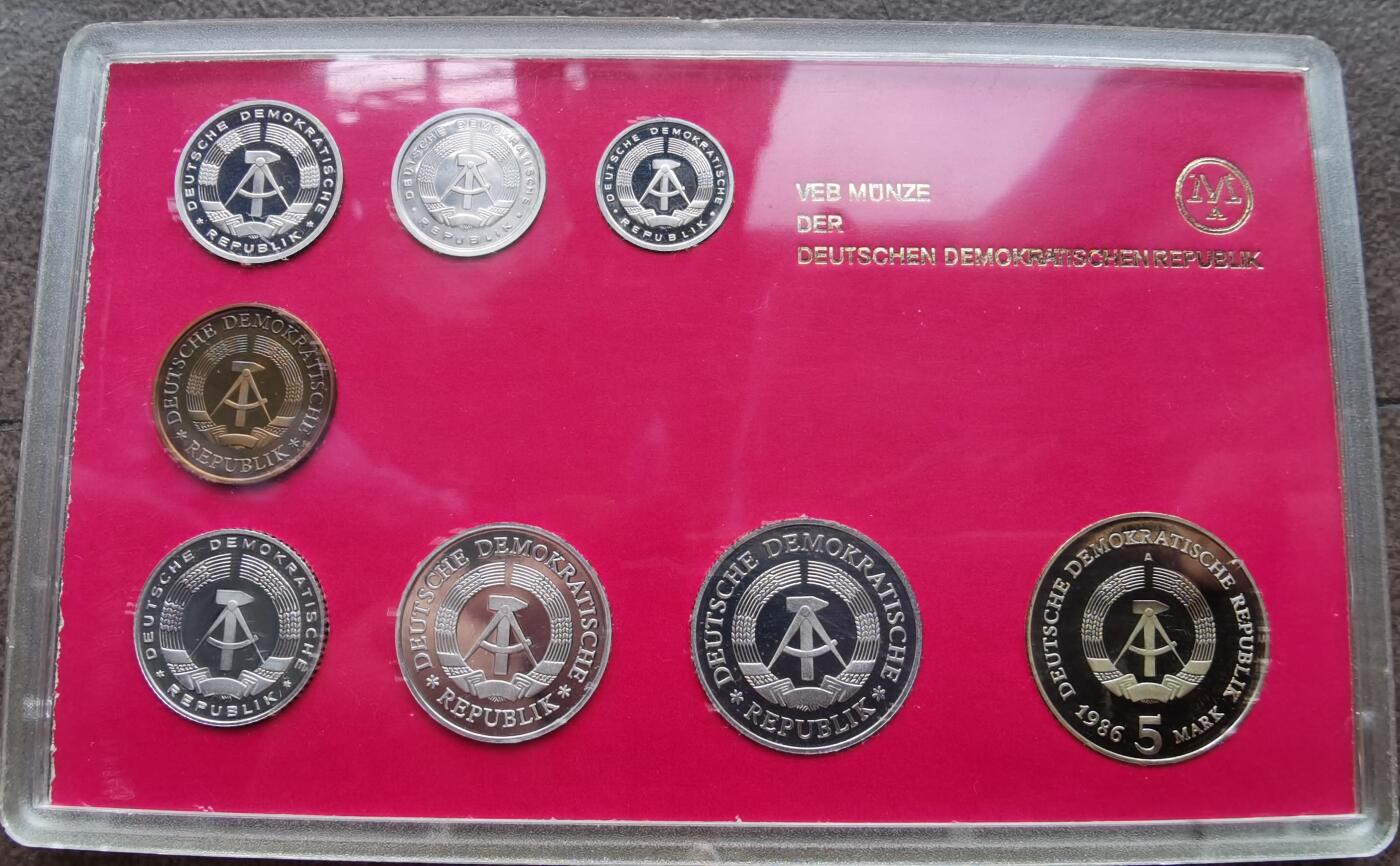 DEUTSCHE DEMOKRATISCHE
* REPUBLIK *
DEUTSCHE DEMOKRATISCHE
* REPUBLIK *
DEUTSCHE DEMOKRATISCHE
* REPUBLIK *
VEB MÜNZE
DER
DEUTSCHEN DEMOKRATISCHEN REPUBLIK
M
A
DEUTSCHE DEMOKRATISCHE
* REPUBLIK *
DEUTSCHE DEMOKRATISCHE
* REPUBLIK *
DEUTSCHE DEMOKRATISCHE
* REPUBLIK *
DEUTSCHE DEMOKRATISCHE
* REPUBLIK *
DEUTSCHE DEMOKRATISCHE REPUBLIK
A
1986 5 MARK